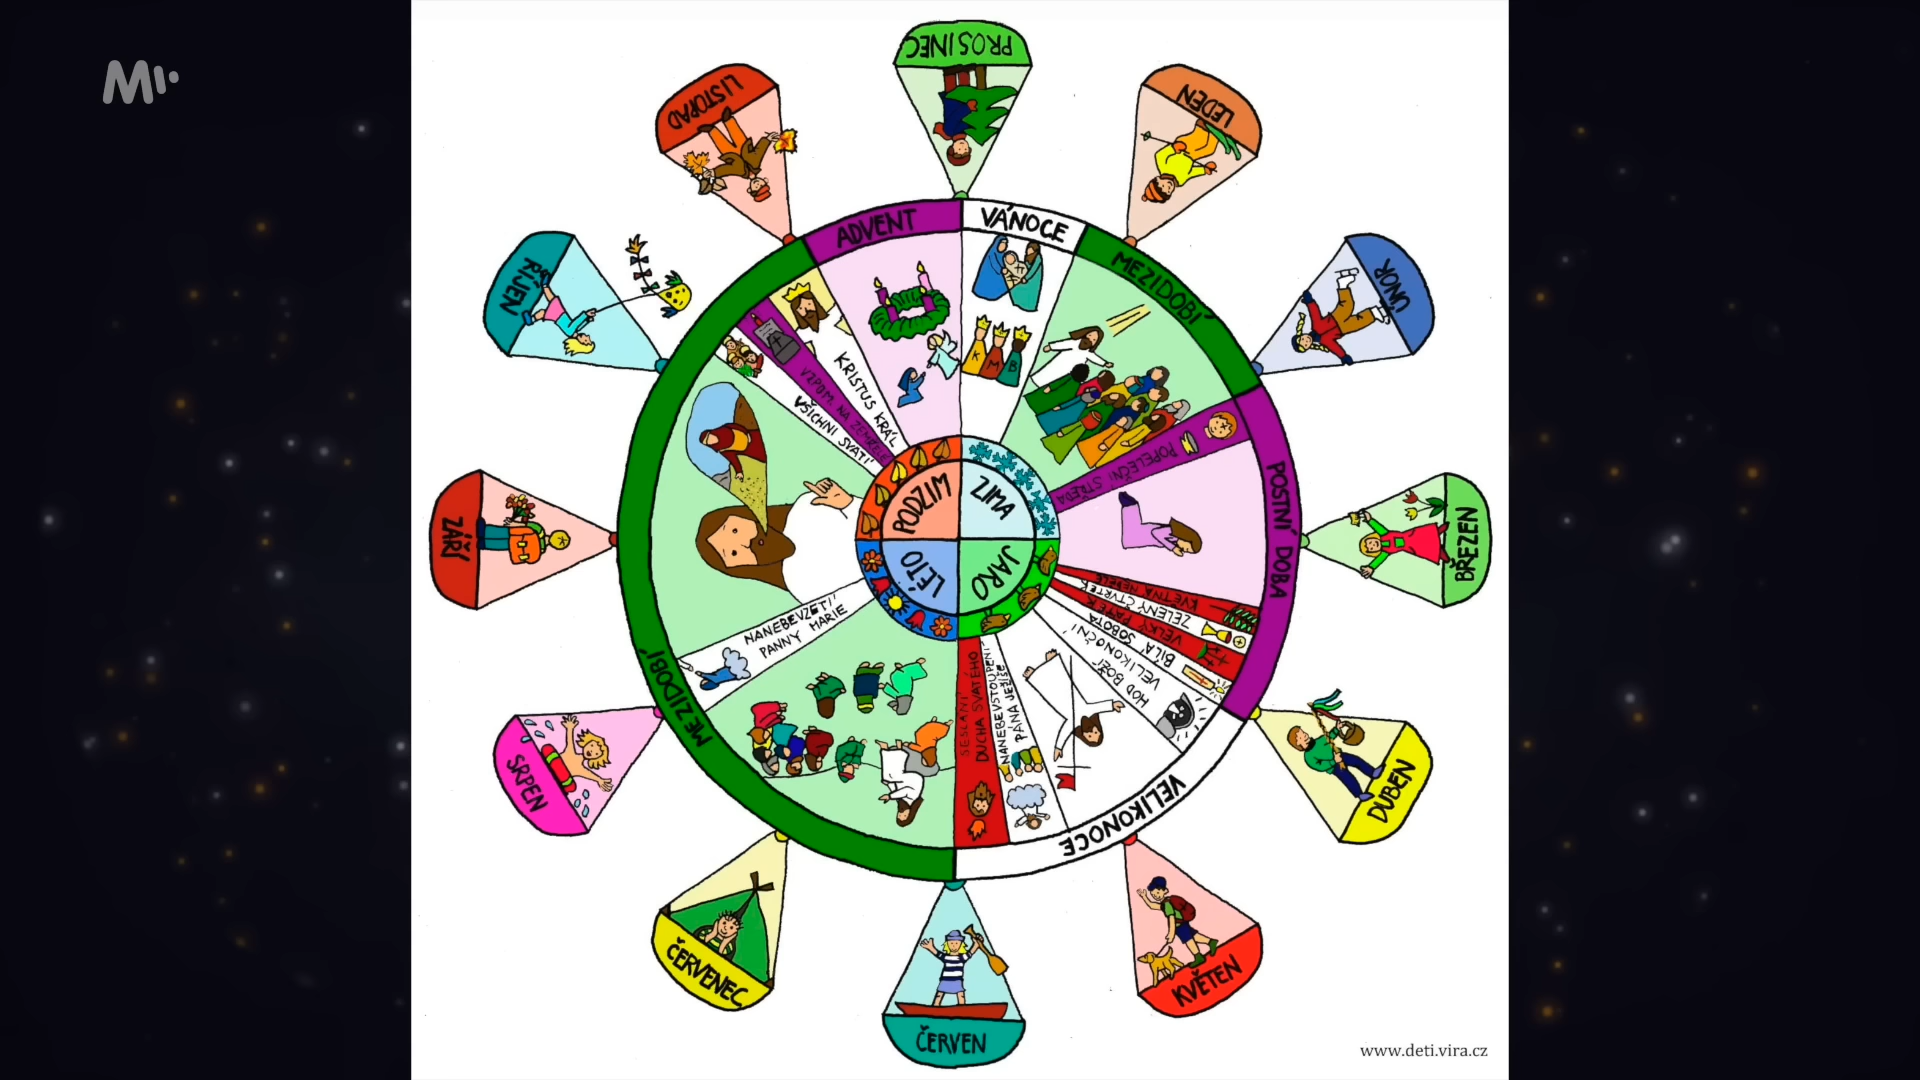 PROSINEC
LEDEN
ÚNOR
BŘEZEN
DUBEN
KVĚTEN
ČERVEN
ČERVENEC
SRPEN
ZÁŘÍ
ŘÍJEN
LISTOPAD
ADVENT
VÁNOCE
MEZIDOBÍ
POSTNÍ DOBA
VELIKONOCE
MEZIDOBÍ
K M B
POPELEČNÍ STŘEDA
KVĚTNÁ NEDĚLE
ZELENÝ ČTVRTEK
VELKÝ PÁTEK
BÍLÁ SOBOTA
HOD BOŽÍ
VELIKONOČNÍ
NANEBEVSTOUPENÍ
PÁNA JEŽÍŠE
SESLÁNÍ
DUCHA SVATÉHO
NANEBEVZETÍ
PANNY MARIE
VŠICHNI SVATÍ
VZPOM. NA ZEMŘELÉ
KRISTUS KRÁL
PODZIM
ZIMA
JARO
LÉTO
www.deti.vira.cz